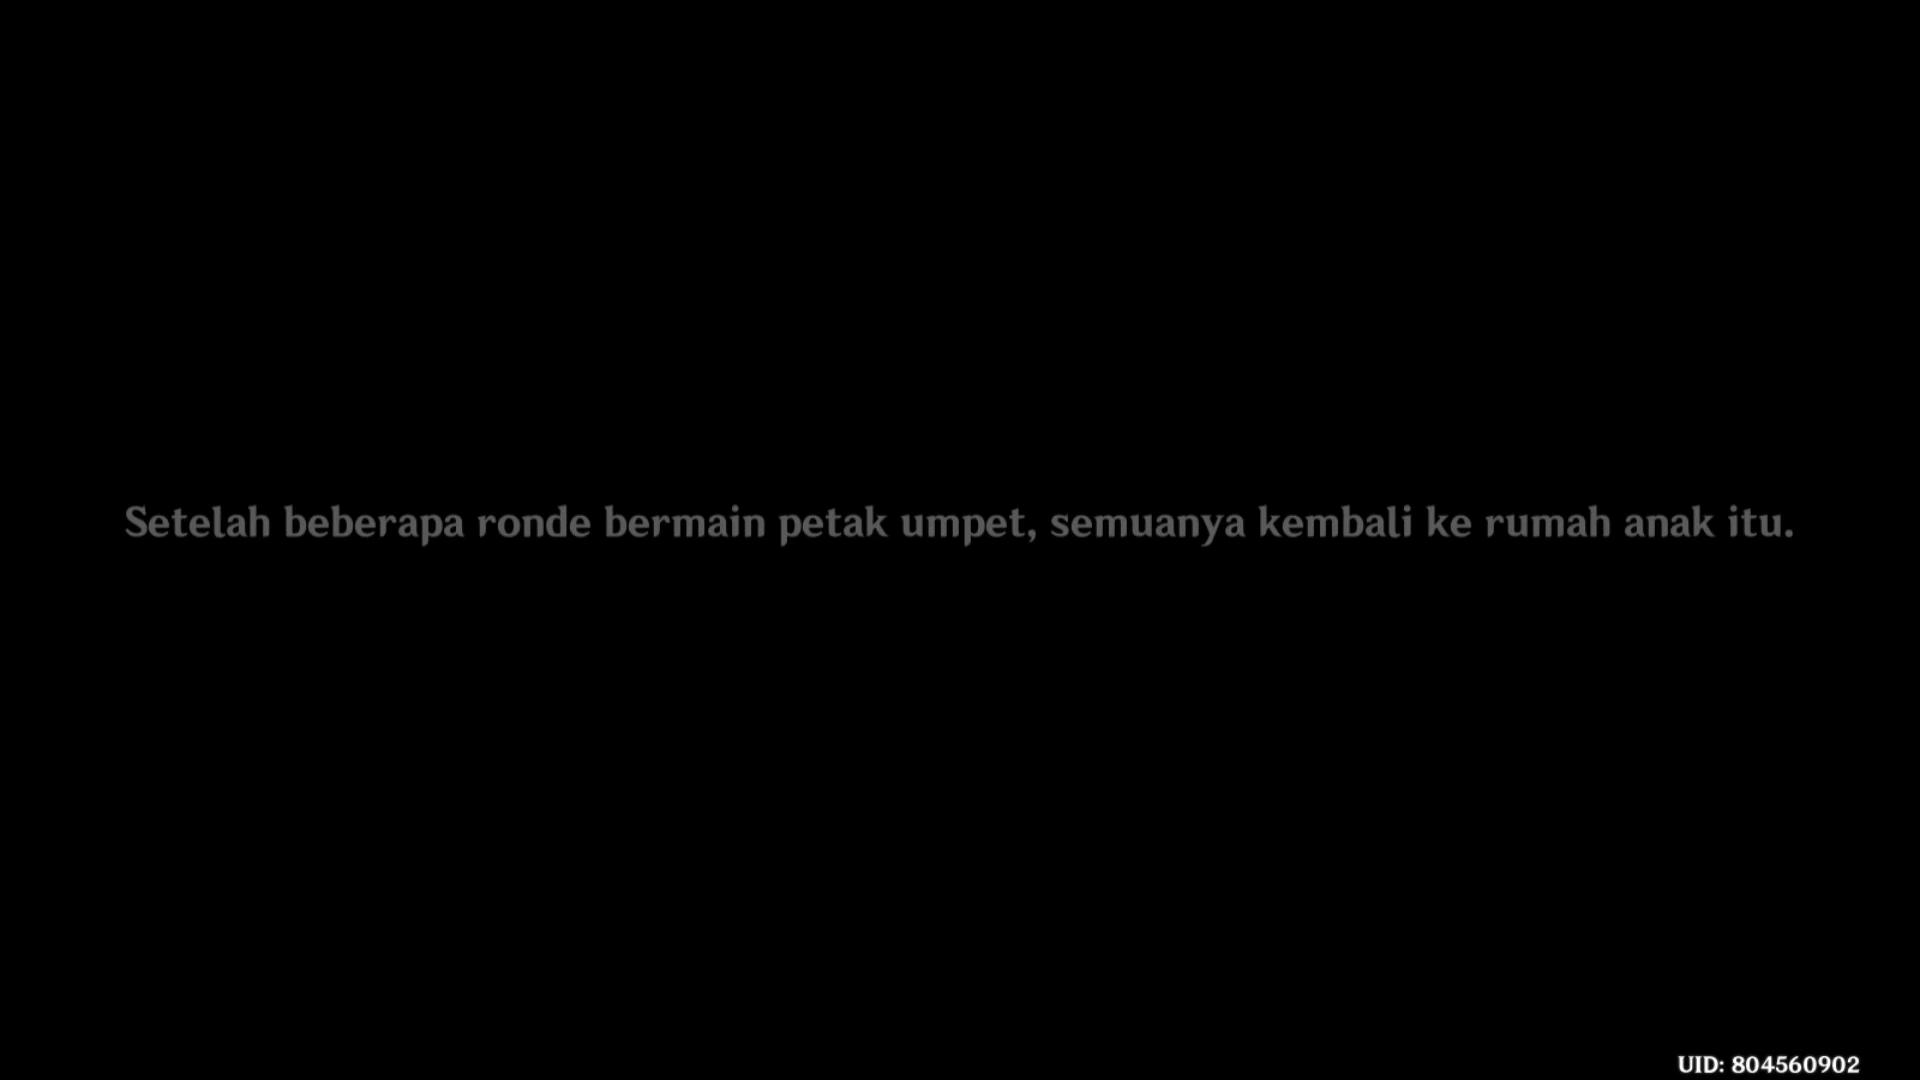 Setelah beberapa ronde bermain petak umpet, semuanya kembali ke rumah anak itu.
UID: 804560902